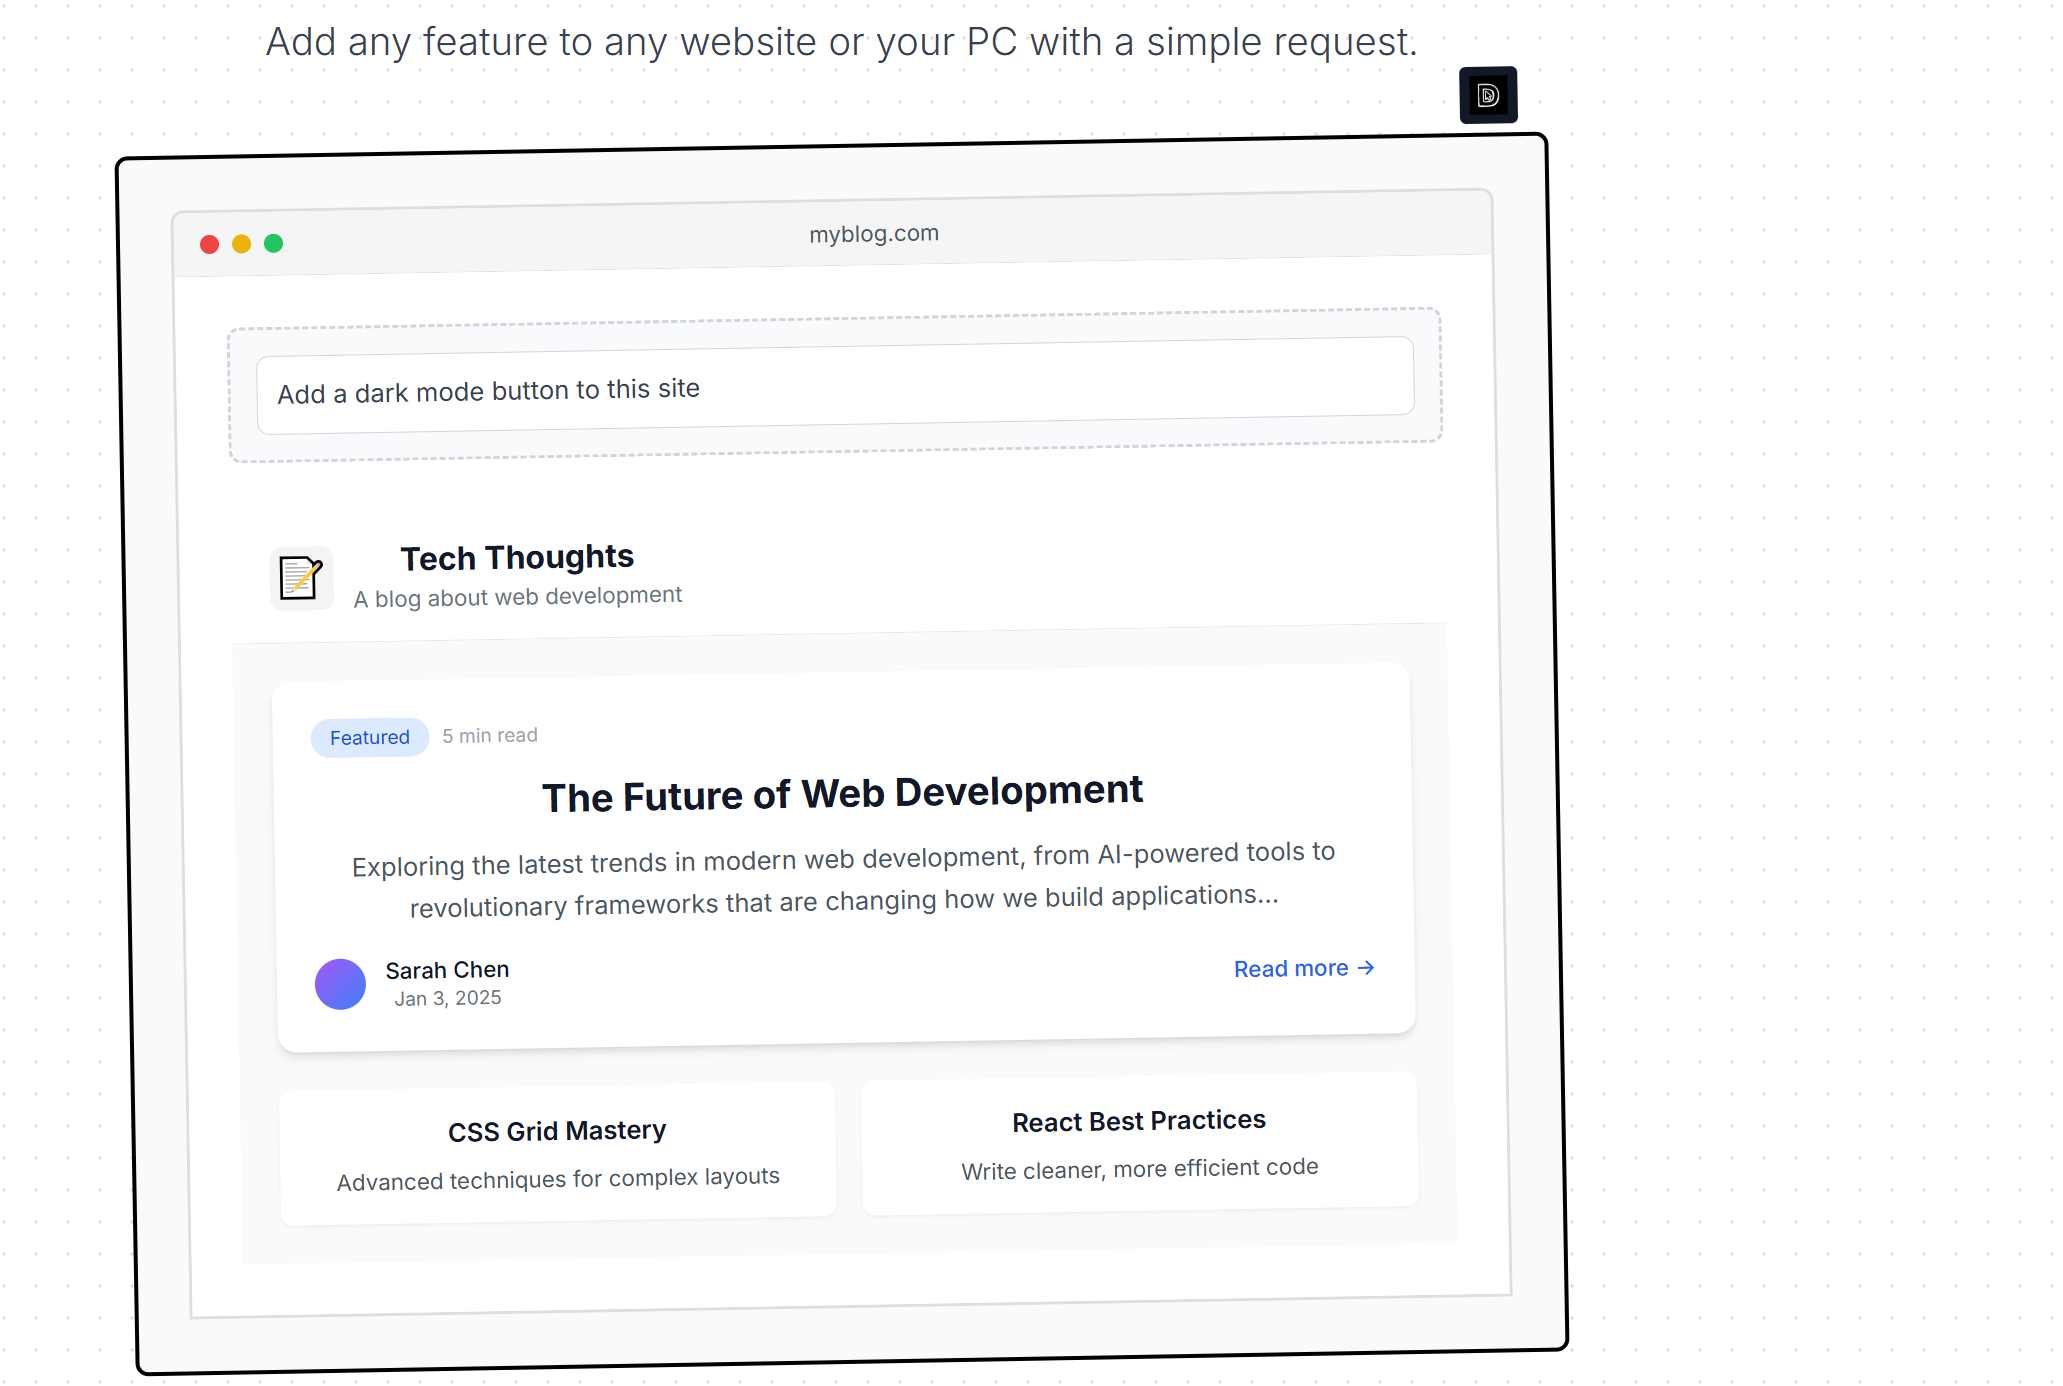 Add any feature to any website or your PC with a simple request.
D
myblog.com
Add a dark mode button to this site
Tech Thoughts
A blog about web development
Featured 5 min read
The Future of Web Development
Exploring the latest trends in modern web development, from AI-powered tools to
revolutionary frameworks that are changing how we build applications...
Sarah Chen
Jan 3, 2025
Read more →
CSS Grid Mastery
Advanced techniques for complex layouts
React Best Practices
Write cleaner, more efficient code